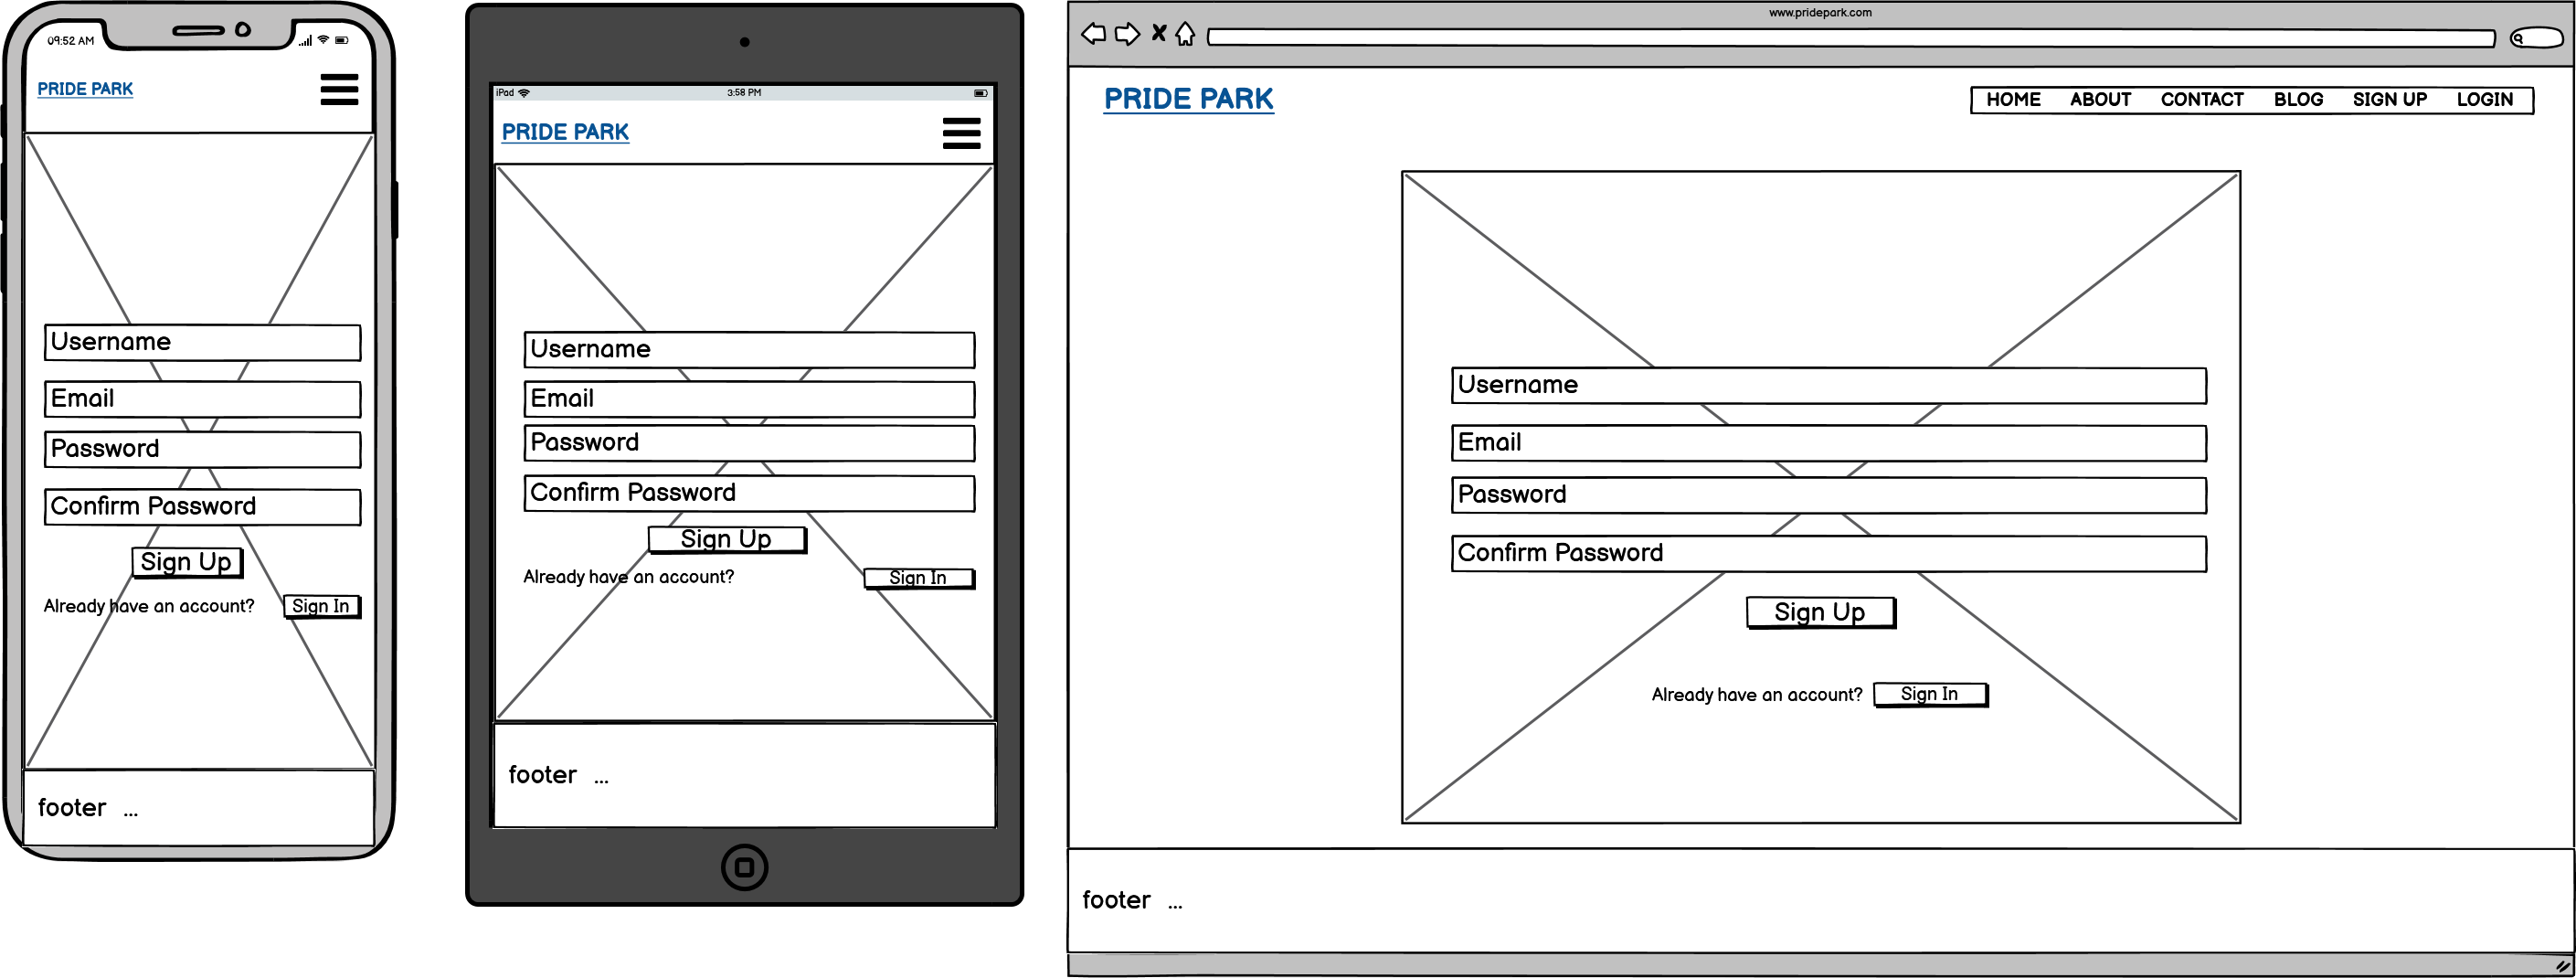 09:52 AM
PRIDE PARK
Username
Email
Password
Confirm Password
Sign Up
Already have an account? Sign In
footer ...
iPad 3:58 PM
PRIDE PARK
Username
Email
Password
Confirm Password
Sign Up
Already have an account? Sign In
footer ...
www.pridepark.com
PRIDE PARK HOME ABOUT CONTACT BLOG SIGN UP LOGIN
Username
Email
Password
Confirm Password
Sign Up
Already have an account? Sign In
footer ...